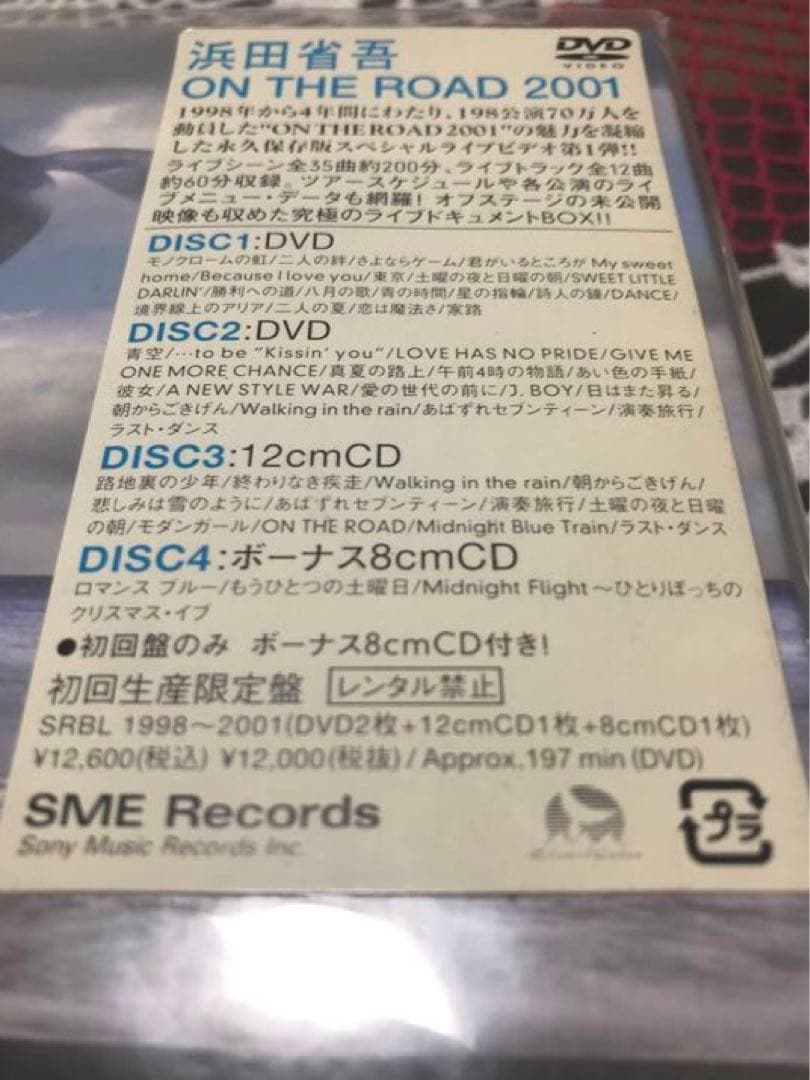 浜田省吾
DVD
VIDEO
ON THE ROAD 2001
1998年から4年間にわたり、198公演70万人を
動員した"ON THE ROAD 2001"の魅力を凝縮
した永久保存版スペシャルライブビデオ第1弾!!
ライブシーン全35曲約200分、ライブトラック全12曲
約60分収録。ツアースケジュールや各公演のライ
ブメニュー・データも網羅！オフステージの未公開
映像も収めた究極のライブドキュメントBOX!!
DISC1:DVD
モノクロームの虹/二人の絆/さよならゲーム/君がいるところが My sweet
home/Because I love you/東京/土曜の夜と日曜の朝/SWEET LITTLE
DARLIN'/勝利への道/八月の歌/青の時間/星の指輪/詩人の鐘/DANCE/
境界線上のアリア/二人の夏/恋は魔法さ/家路
DISC2:DVD
青空/…to be "Kissin' you"/LOVE HAS NO PRIDE/GIVE ME
ONE MORE CHANCE/真夏の路上/午前4時の物語/あい色の手紙/
彼女/A NEW STYLE WAR/愛の世代の前に/J. BOY/日はまた昇る/
朝からごきげん/Walking in the rain/あばずれセブンティーン/演奏旅行/
ラスト・ダンス
DISC3:12cmCD
路地裏の少年/終わりなき疾走/Walking in the rain/朝からごきげん/
悲しみは雪のように/あばずれセブンティーン/演奏旅行/土曜の夜と日曜
の朝/モダンガール/ON THE ROAD/Midnight Blue Train/ラスト・ダンス
DISC4:ボーナス8cmCD
ロマンス ブルー/もうひとつの土曜日/Midnight Flight〜ひとりぼっちの
クリスマス・イブ
●初回盤のみ ボーナス8cmCD付き!
初回生産限定盤 レンタル禁止
SRBL 1998〜2001(DVD2枚+12cmCD1枚+8cmCD1枚)
¥12,600(税込) ¥12,000(税抜)/Approx.197 min (DVD)
SME Records
Sony Music Records Inc.
プラ